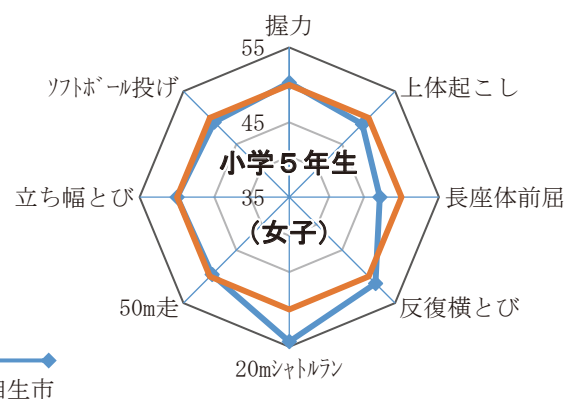 握力
55
ソフトボール投げ
上体起こし
45
小学５年生
立ち幅とび
35
長座体前屈
（女子）
50m走
反復横とび
20mシャトルラン
生市